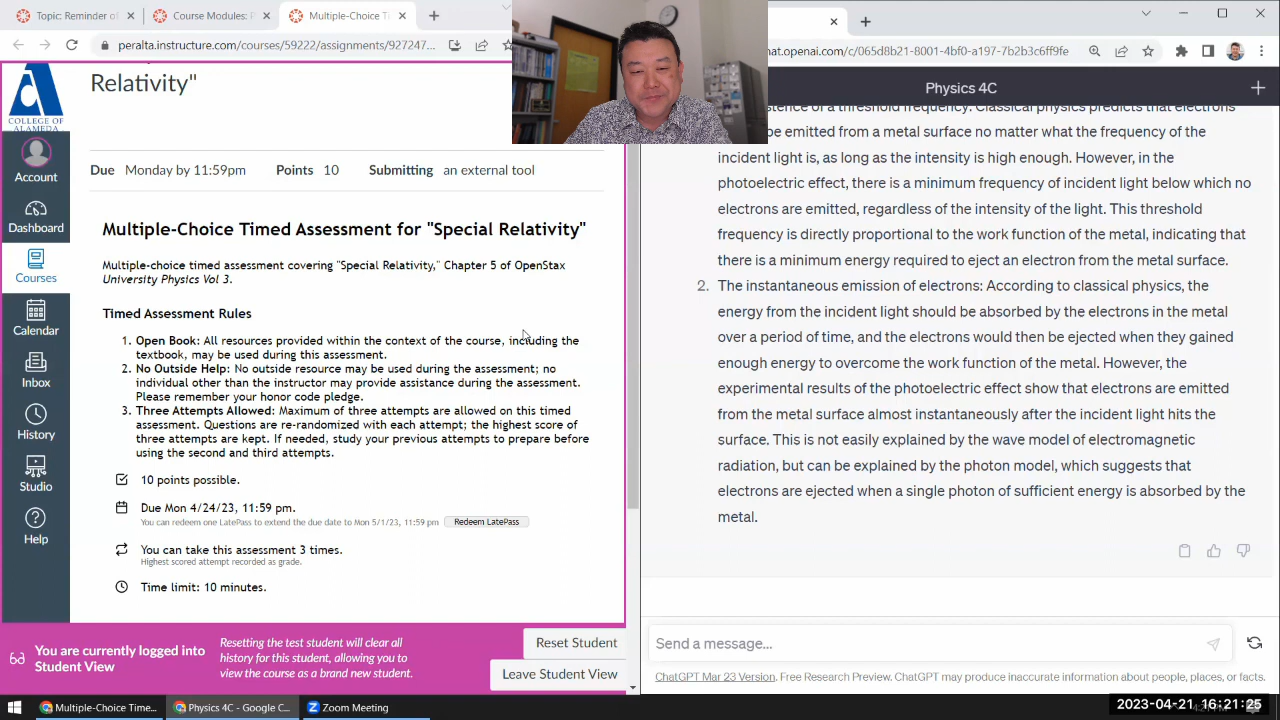 Topic: Reminder of
Course Modules: P
Multiple-Choice Ti
peralta.instructure.com/courses/59222/assignments/927247...
hat.openai.com/c/065d8b21-8001-4bf0-a197-7b2b3c6ff9fe
COLLEGE OF
ALAMEDA
Account
Dashboard
Courses
Calendar
Inbox
History
Studio
Help
Relativity"
Due Monday by 11:59pm Points 10 Submitting an external tool
Multiple-Choice Timed Assessment for "Special Relativity"
Multiple-choice timed assessment covering "Special Relativity," Chapter 5 of OpenStax
University Physics Vol 3.
Timed Assessment Rules
1. Open Book: All resources provided within the context of the course, including the
textbook, may be used during this assessment.
2. No Outside Help: No outside resource may be used during the assessment; no
individual other than the instructor may provide assistance during the assessment.
Please remember your honor code pledge.
3. Three Attempts Allowed: Maximum of three attempts are allowed on this timed
assessment. Questions are re-randomized with each attempt; the highest score of
three attempts are kept. If needed, study your previous attempts to prepare before
using the second and third attempts.
10 points possible.
Due Mon 4/24/23, 11:59 pm.
You can redeem one LatePass to extend the due date to Mon 5/1/23, 11:59 pm Redeem LatePass
You can take this assessment 3 times.
Highest scored attempt recorded as grade.
Time limit: 10 minutes.
You are currently logged into
Student View
Resetting the test student will clear all
history for this student, allowing you to
view the course as a brand new student.
Reset Student
Leave Student View
Physics 4C
stence of a threshold frequency: Classical physics predicts that electrons
be emitted from a metal surface no matter what the frequency of the
incident light is, as long as the intensity is high enough. However, in the
photoelectric effect, there is a minimum frequency of incident light below which no
electrons are emitted, regardless of the intensity of the light. This threshold
frequency is directly proportional to the work function of the metal, indicating that
there is a minimum energy required to eject an electron from the metal surface.
2. The instantaneous emission of electrons: According to classical physics, the
energy from the incident light should be absorbed by the electrons in the metal
over a period of time, and the electrons would then be ejected when they gained
enough energy to overcome the work function of the metal. However, the
experimental results of the photoelectric effect show that electrons are emitted
from the metal surface almost instantaneously after the incident light hits the
surface. This is not easily explained by the wave model of electromagnetic
radiation, but can be explained by the photon model, which suggests that
electrons are ejected when a single photon of sufficient energy is absorbed by the
metal.
Send a message...
ChatGPT Mar 23 Version. Free Research Preview. ChatGPT may produce inaccurate information about people, places, or facts.
Multiple-Choice Time...
Physics 4C - Google C...
Zoom Meeting
2023-04-21 16:21:25